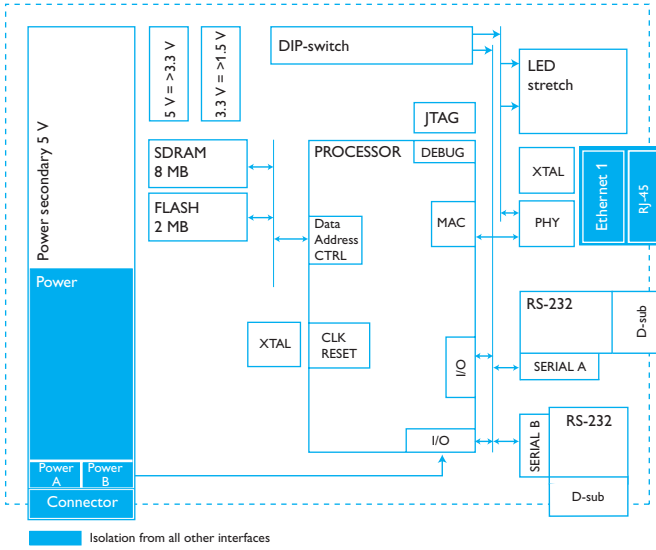 Power secondary 5 V
5 V = >3.3 V
3.3 V = >1.5 V
DIP-switch
LED
stretch
JTAG
SDRAM
8 MB
PROCESSOR
DEBUG
XTAL
Ethernet 1
RJ-45
FLASH
2 MB
Data
Address
CTRL
MAC
PHY
Power
RS-232
D-sub
XTAL
CLK
RESET
I/O
SERIAL A
I/O
SERIAL B
RS-232
Power
A
Power
B
D-sub
Connector
Isolation from all other interfaces